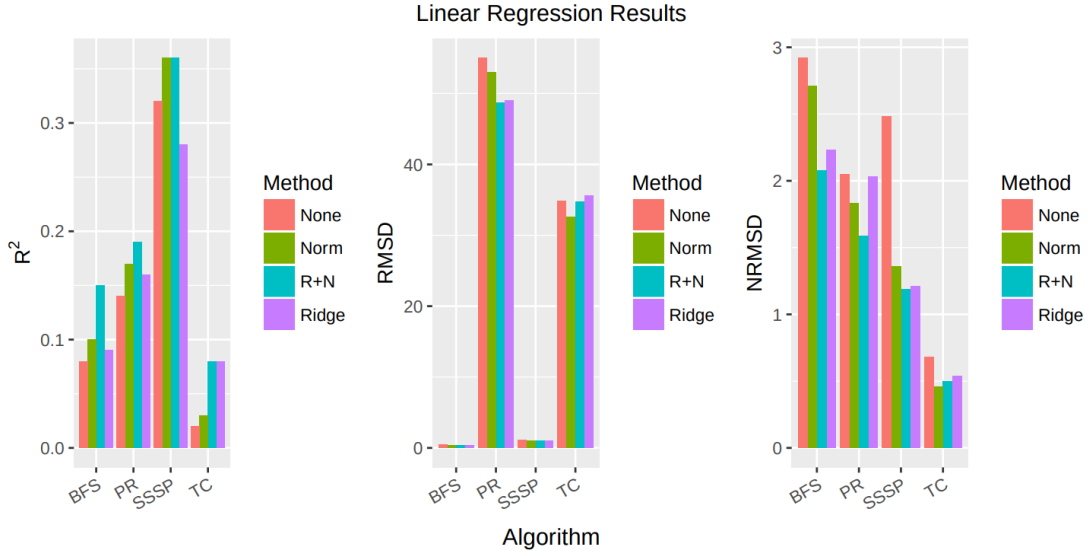 Linear Regression Results
R²
0.3
0.2
0.1
0.0
BFS
PR
SSSP
TC
Method
None
Norm
R+N
Ridge
RMSD
40
20
0
BFS
PR
SSSP
TC
Method
None
Norm
R+N
Ridge
NRMSD
3
2
1
0
BFS
PR
SSSP
TC
Method
None
Norm
R+N
Ridge
Algorithm